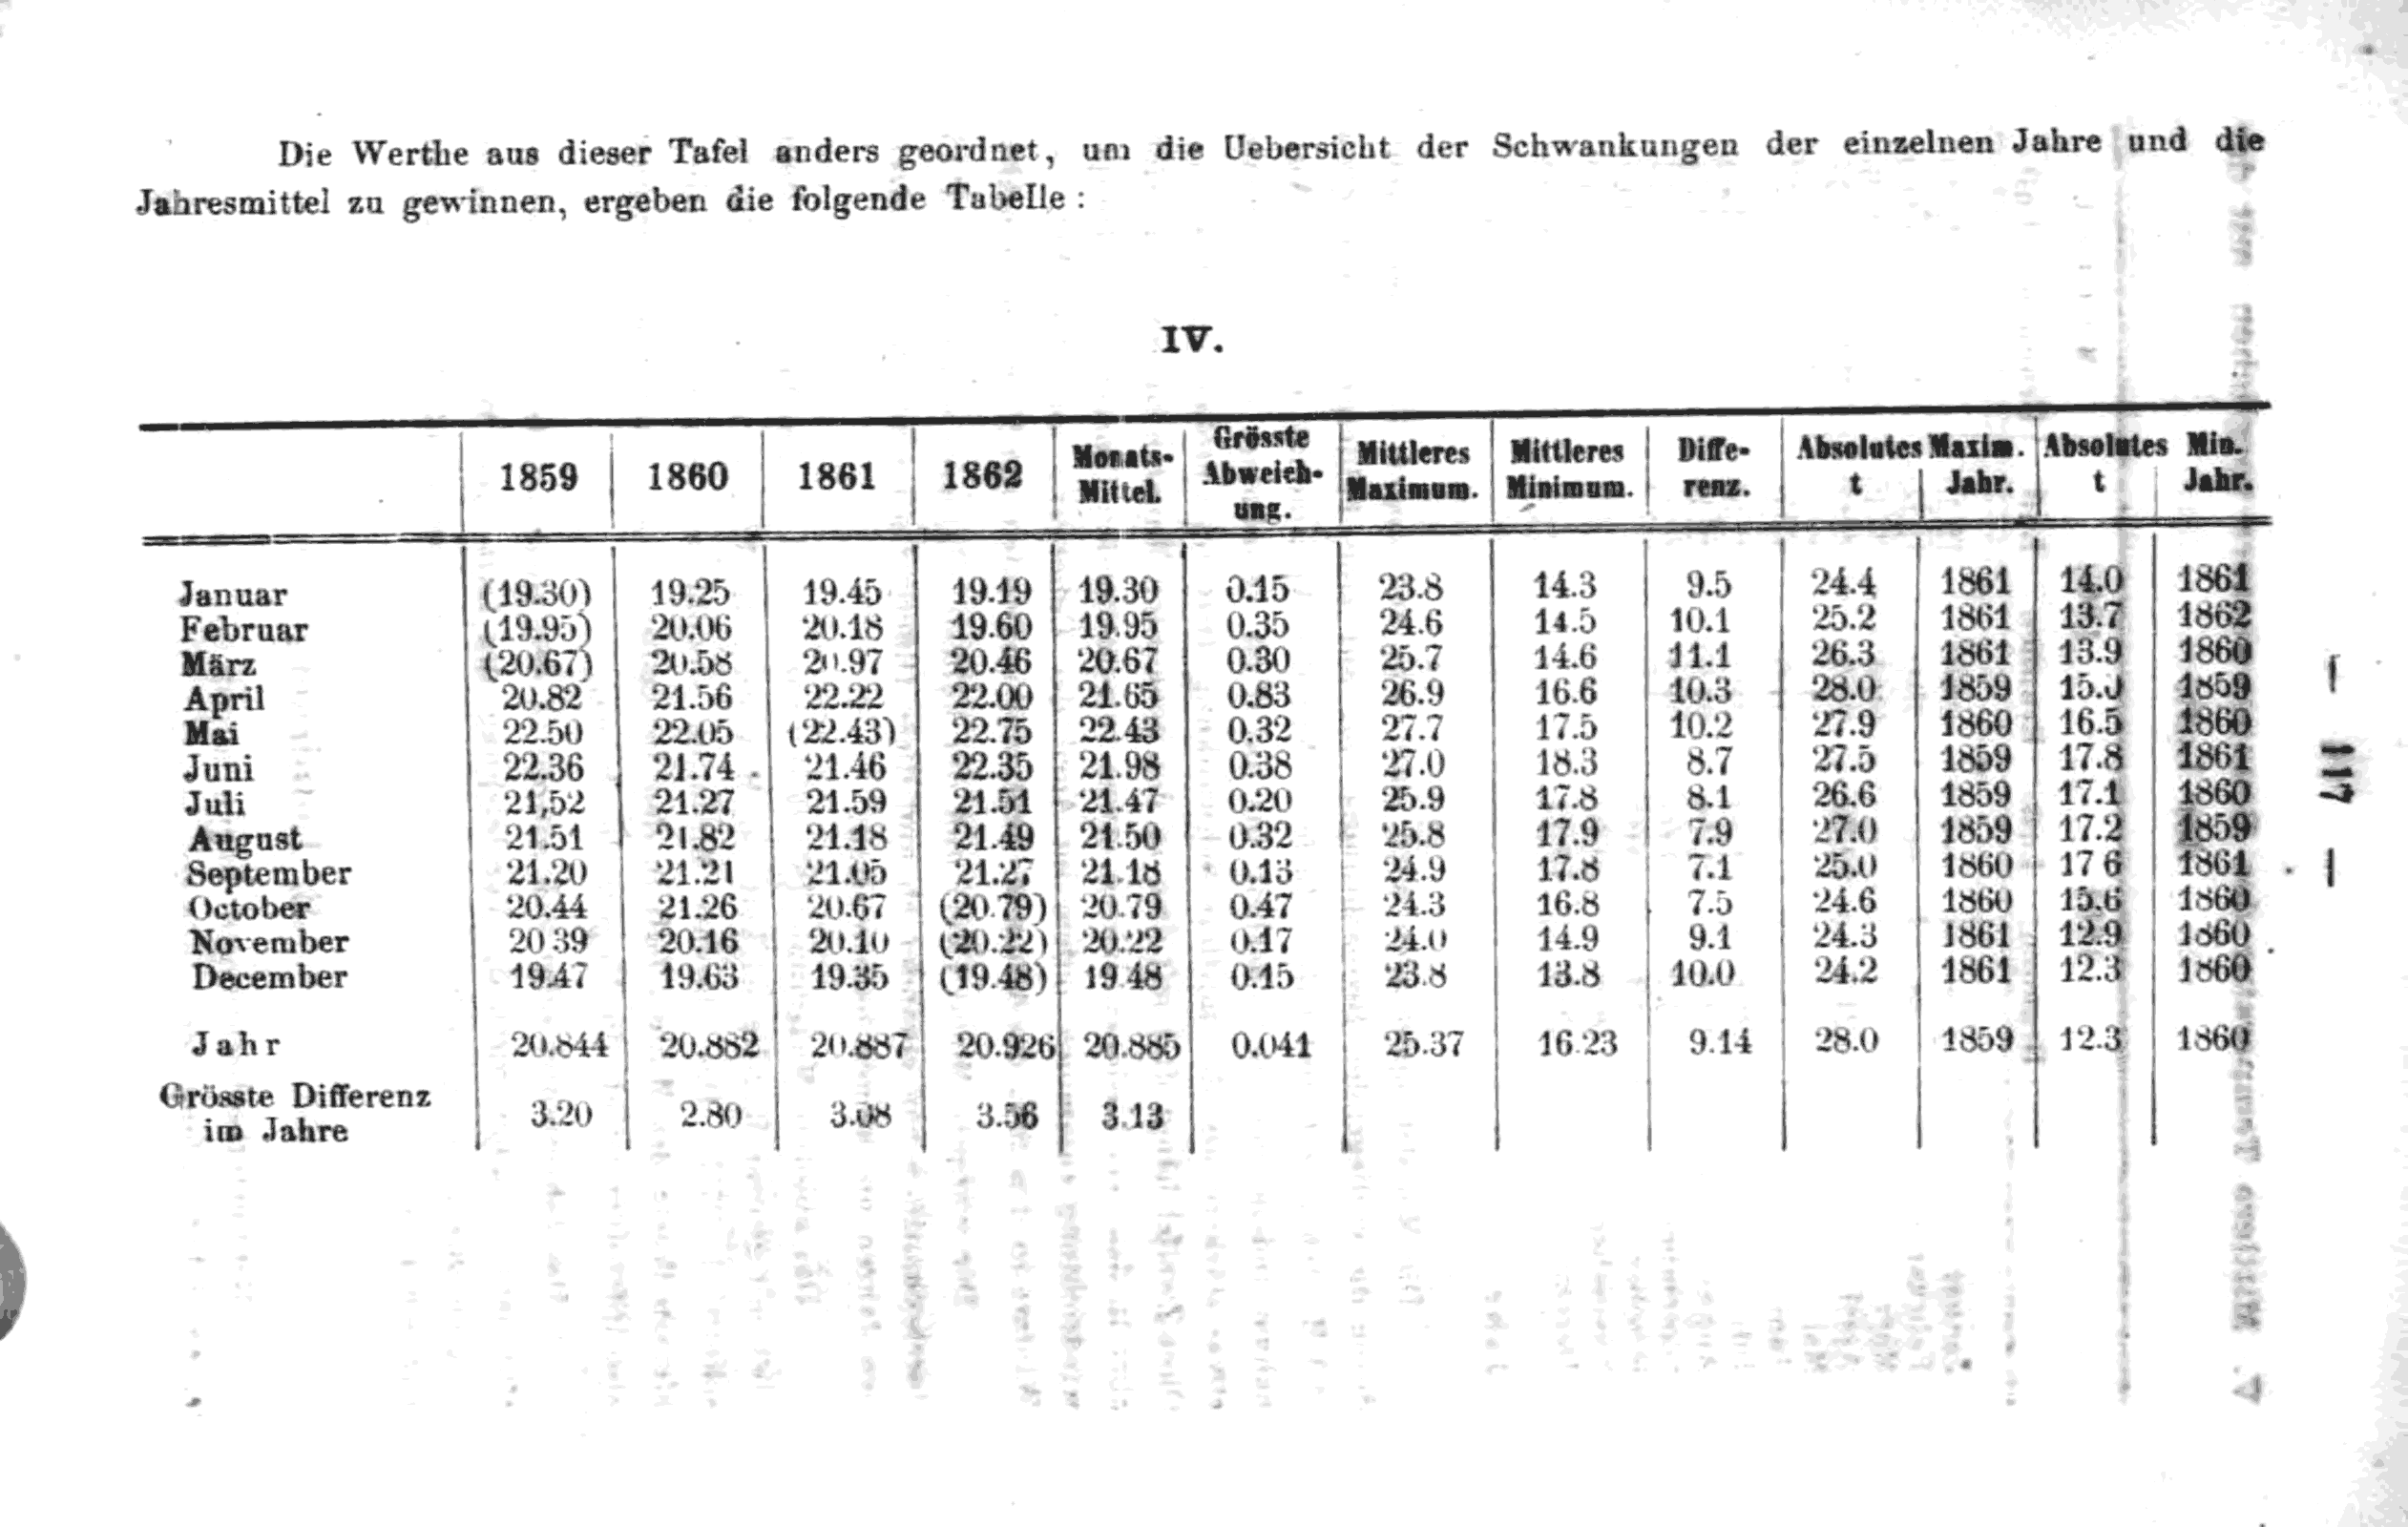 Die Werthe aus dieser Tafel anders geordnet, um die Uebersicht der Schwankungen der einzelnen Jahre und die
Jahresmittel zu gewinnen, ergeben die folgende Tabelle :
IV.
1859 1860 1861 1862 Monats-Mittel. Grösste Abweich-ung. Mittleres Maximum. Mittleres Minimum. Diffe-renz. Absolutes Maxim. t Jahr. Absolutes Min. t Jahr.
Januar (19.30) 19.25 19.45 19.19 19.30 0.15 23.8 14.3 9.5 24.4 1861 14.0 1861
Februar (19.95) 20.06 20.18 19.60 19.95 0.35 24.6 14.5 10.1 25.2 1861 13.7 1862
März (20.67) 20.58 20.97 20.46 20.67 0.30 25.7 14.6 11.1 26.3 1861 13.9 1860
April 20.82 21.56 22.22 22.00 21.65 0.83 26.9 16.6 10.3 28.0 1859 15.0 1859
Mai 22.50 22.05 (22.43) 22.75 22.43 0.32 27.7 17.5 10.2 27.9 1860 16.5 1860
Juni 22.36 21.74 21.46 22.35 21.98 0.38 27.0 18.3 8.7 27.5 1859 17.8 1861
Juli 21,52 21.27 21.59 21.51 21.47 0.20 25.9 17.8 8.1 26.6 1859 17.1 1860
August 21.51 21.82 21.18 21.49 21.50 0.32 25.8 17.9 7.9 27.0 1859 17.2 1859
September 21.20 21.21 21.05 21.27 21.18 0.13 24.9 17.8 7.1 25.0 1860 17 6 1861
October 20.44 21.26 20.67 (20.79) 20.79 0.47 24.3 16.8 7.5 24.6 1860 15.6 1860
November 20 39 20.16 20.10 (20.22) 20.22 0.17 24.0 14.9 9.1 24.3 1861 12.9 1860
December 19.47 19.63 19.35 (19.48) 19.48 0.15 23.8 13.8 10.0 24.2 1861 12.3 1860
Jahr 20.844 20.882 20.887 20.926 20.885 0.041 25.37 16.23 9.14 28.0 1859 12.3 1860
Grösste Differenz
im Jahre 3.20 2.80 3.08 3.56 3.13
— 117 —